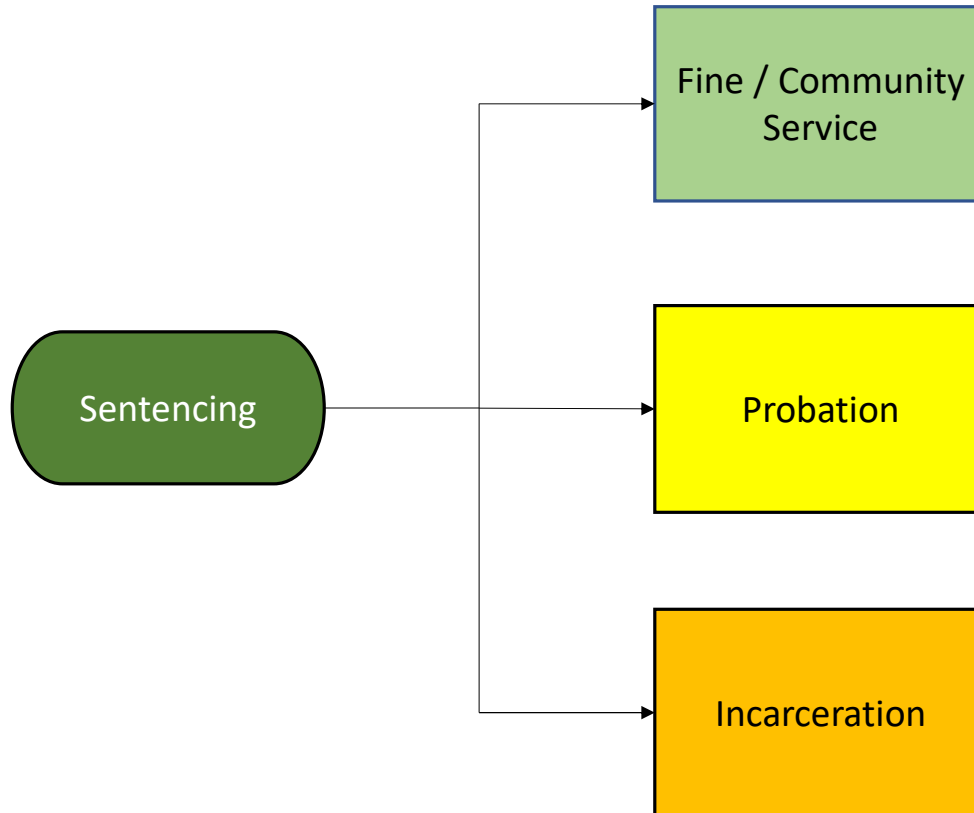 Fine / Community
Service
Sentencing
Probation
Incarceration